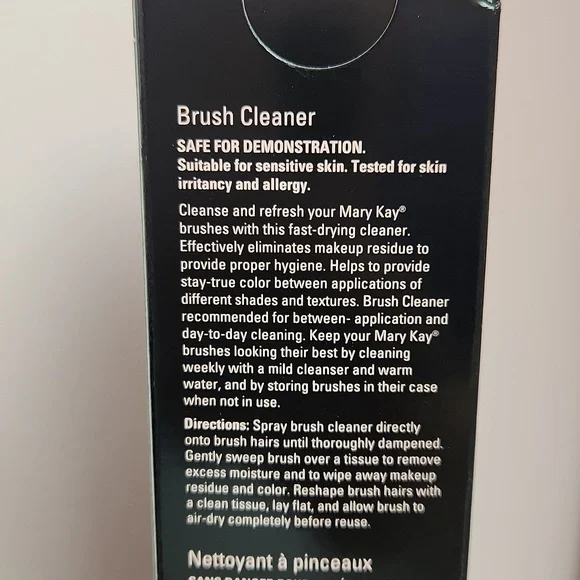 Brush Cleaner
SAFE FOR DEMONSTRATION.
Suitable for sensitive skin. Tested for skin
irritancy and allergy.
Cleanse and refresh your Mary Kay®
brushes with this fast-drying cleaner.
Effectively eliminates makeup residue to
provide proper hygiene. Helps to provide
stay-true color between applications of
different shades and textures. Brush Cleaner
recommended for between- application and
day-to-day cleaning. Keep your Mary Kay®
brushes looking their best by cleaning
weekly with a mild cleanser and warm
water, and by storing brushes in their case
when not in use.
Directions: Spray brush cleaner directly
onto brush hairs until thoroughly dampened.
Gently sweep brush over a tissue to remove
excess moisture and to wipe away makeup
residue and color. Reshape brush hairs with
a clean tissue, lay flat, and allow brush to
air-dry completely before reuse.
Nettoyant à pinceaux